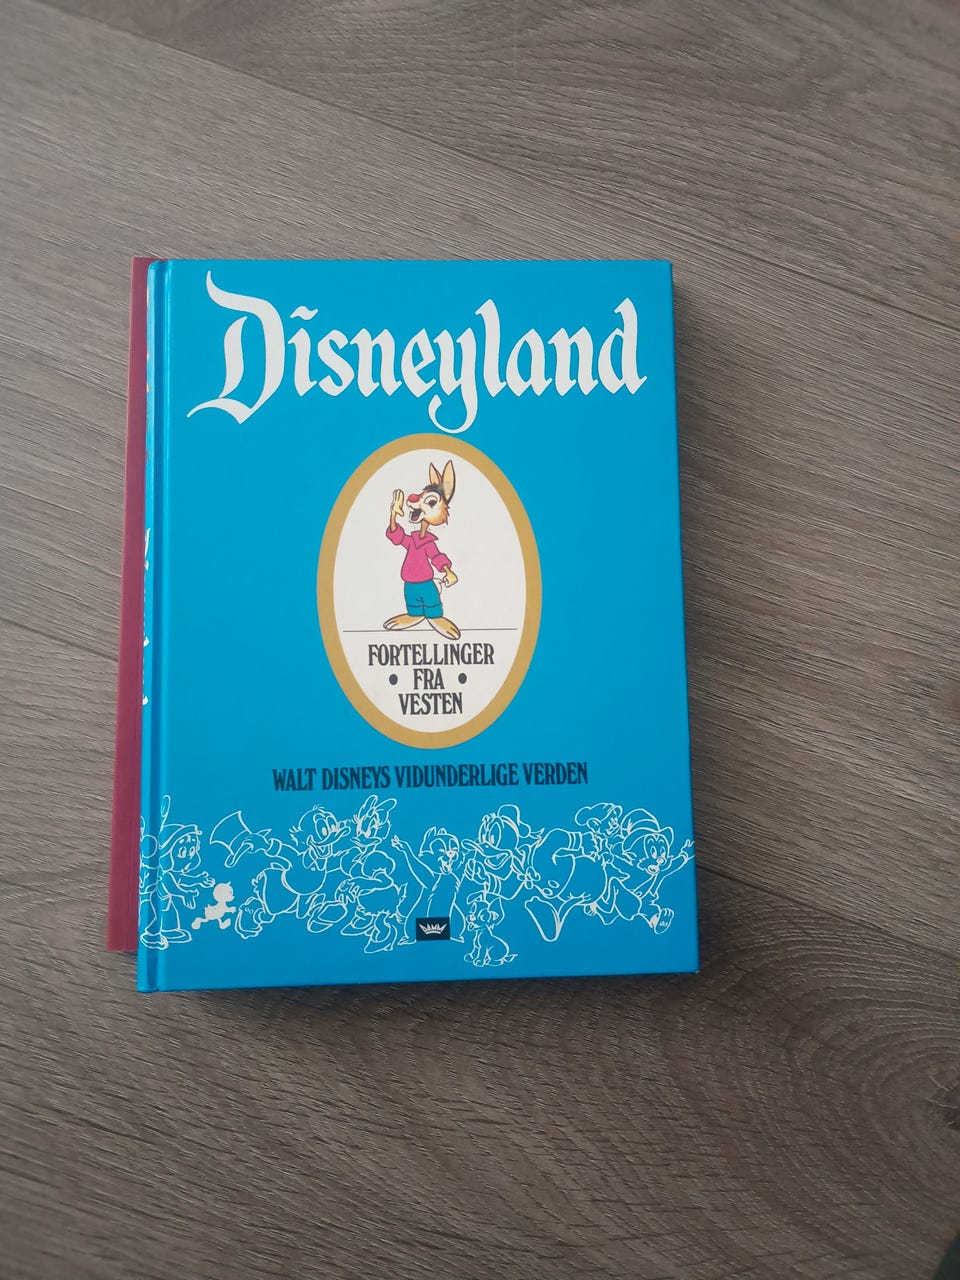 Disneyland
FORTELLINGER
• FRA •
VESTEN
WALT DISNEYS VIDUNDERLIGE VERDEN